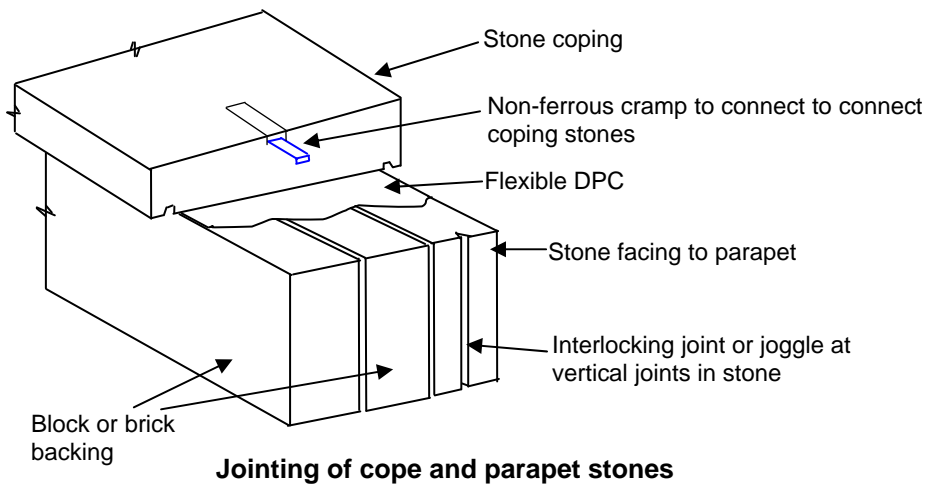 Stone coping
Non-ferrous cramp to connect to connect
coping stones
Flexible DPC
Stone facing to parapet
Interlocking joint or joggle at
vertical joints in stone
Block or brick
backing
Jointing of cope and parapet stones